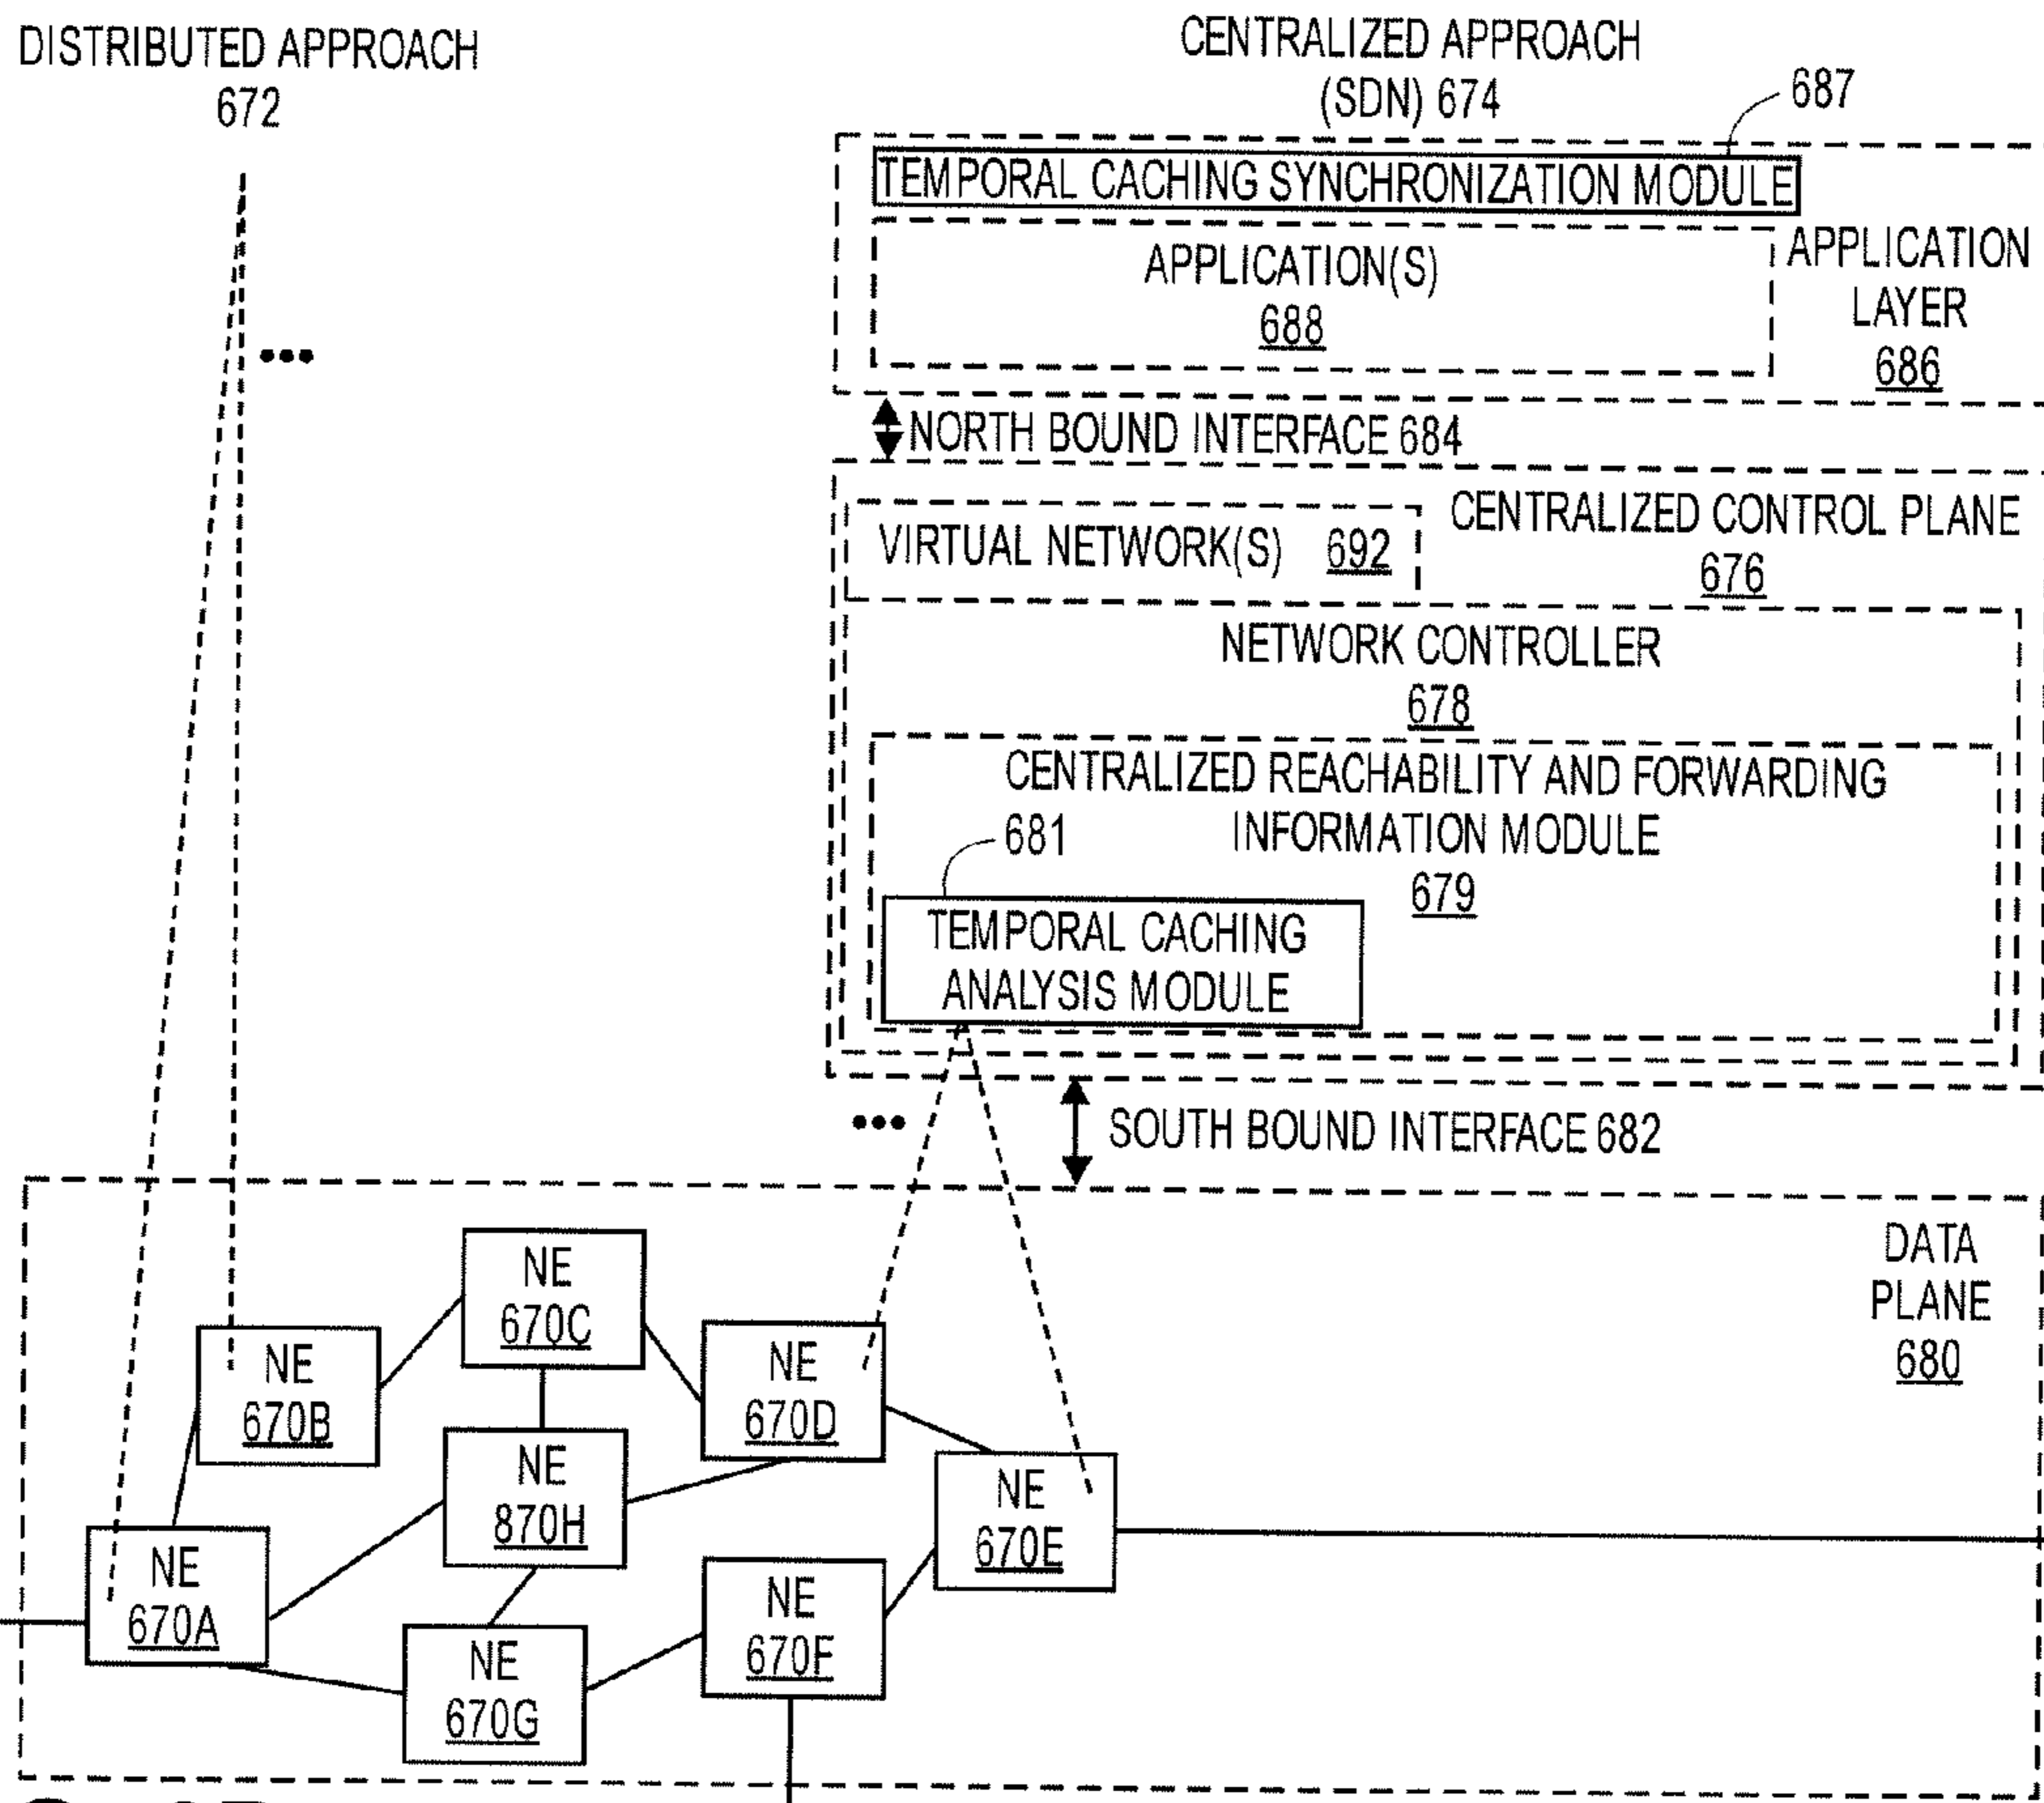 DISTRIBUTED APPROACH
672
CENTRALIZED APPROACH
(SDN) 674
687
TEMPORAL CACHING SYNCHRONIZATION MODULE
APPLICATION(S)
688
APPLICATION
LAYER
686
NORTH BOUND INTERFACE 684
VIRTUAL NETWORK(S) 692
CENTRALIZED CONTROL PLANE
676
NETWORK CONTROLLER
678
CENTRALIZED REACHABILITY AND FORWARDING
INFORMATION MODULE
679
681
TEMPORAL CACHING
ANALYSIS MODULE
SOUTH BOUND INTERFACE 682
DATA
PLANE
680
NE
670C
NE
670B
NE
670D
NE
870H
NE
670E
NE
670A
NE
670F
NE
670G